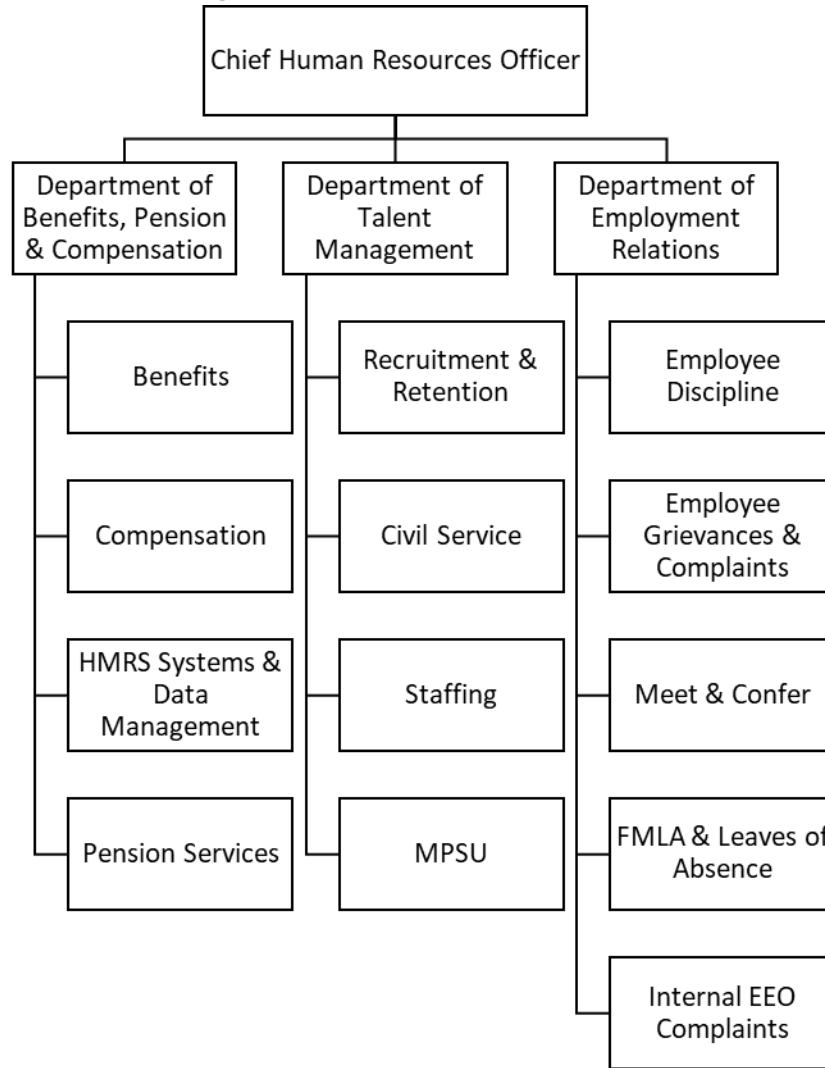 Chief Human Resources Officer
Department of
Benefits, Pension
& Compensation
Department of
Talent
Management
Department of
Employment
Relations
Benefits
Compensation
HMRS Systems &
Data
Management
Pension Services
Recruitment &
Retention
Civil Service
Staffing
MPSU
Employee
Discipline
Employee
Grievances &
Complaints
Meet & Confer
FMLA & Leaves of
Absence
Internal EEO
Complaints